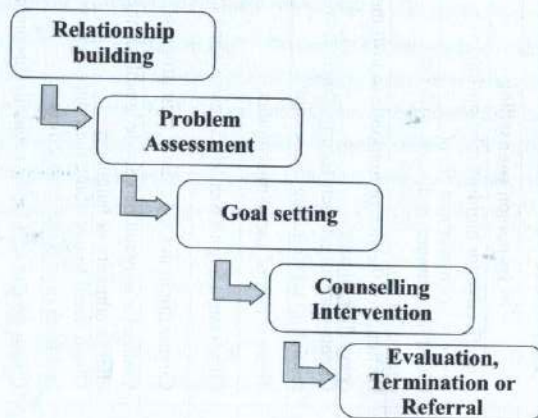 Relationship
building
Problem
Assessment
Goal setting
Counselling
Intervention
Evaluation,
Termination or
Referral